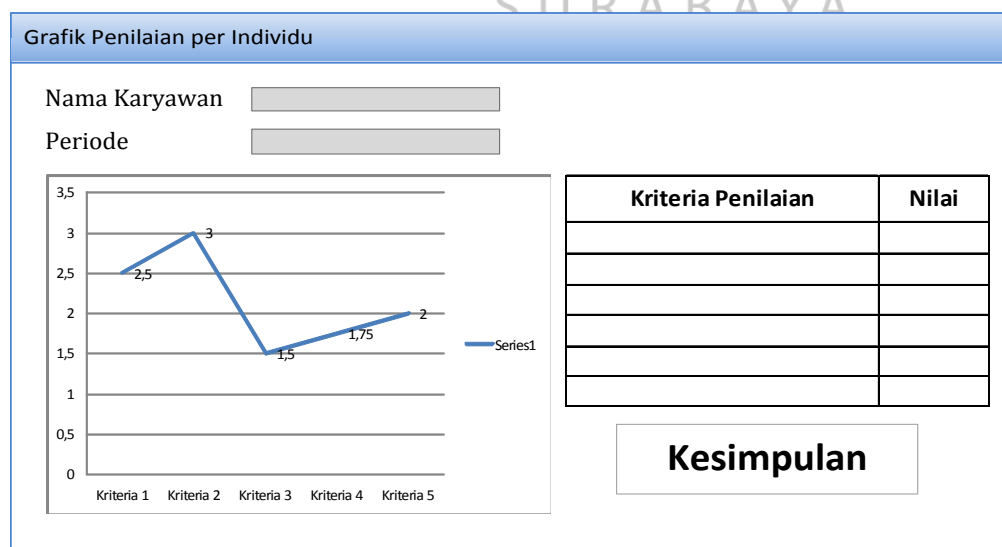 SURABAYA
Grafik Penilaian per Individu
Nama Karyawan
Periode
3,5
3
2,5
2
1,5
1
0,5
0
2,5
3
1,5
1,75
2
Kriteria 1 Kriteria 2 Kriteria 3 Kriteria 4 Kriteria 5
Series1
Kriteria Penilaian Nilai
Kesimpulan